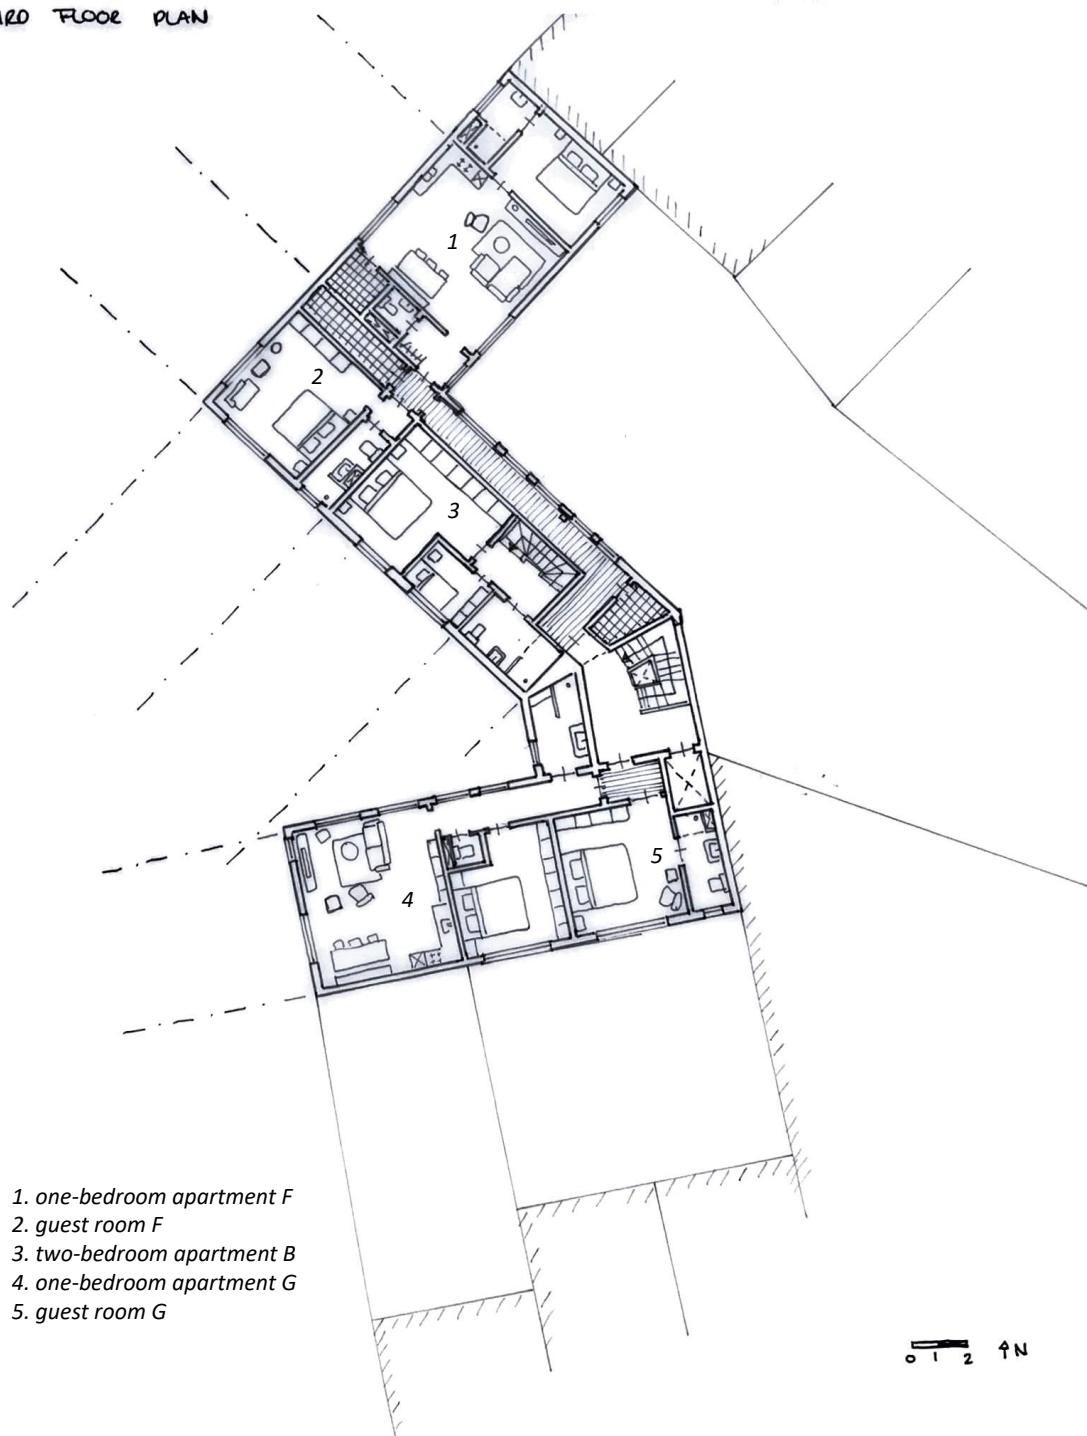 IRD FLOOR PLAN
1
2
3
4
5
1. one-bedroom apartment F
2. guest room F
3. two-bedroom apartment B
4. one-bedroom apartment G
5. guest room G
0 1 2 N